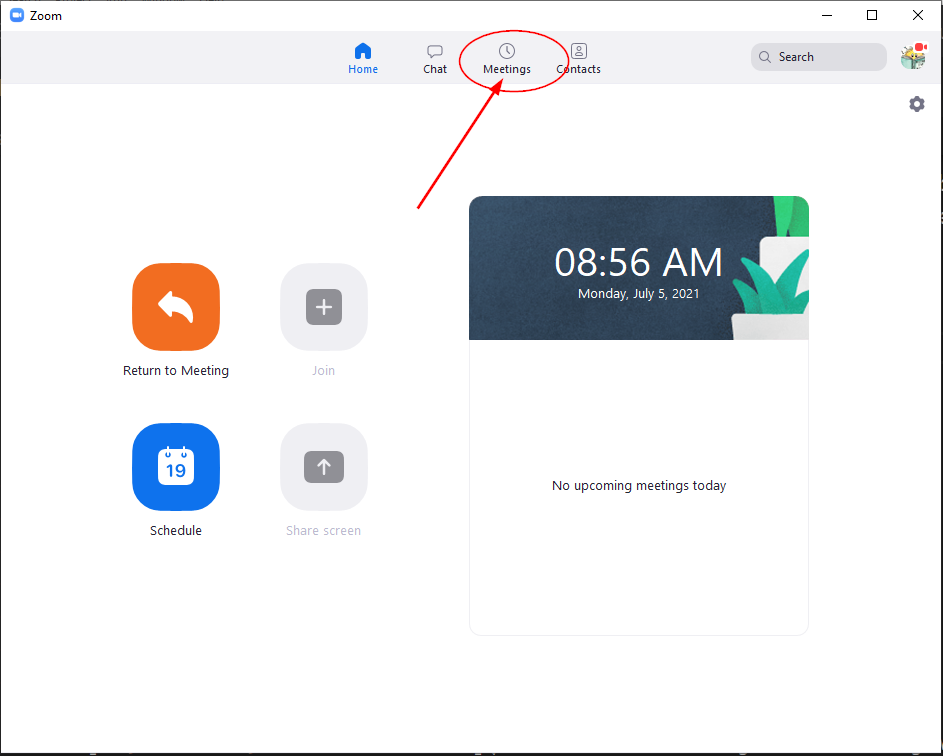 Zoom
Home
Chat
Meetings
Contacts
Search
08:56 AM
Monday, July 5, 2021
Return to Meeting
Join
19
Schedule
Share screen
No upcoming meetings today